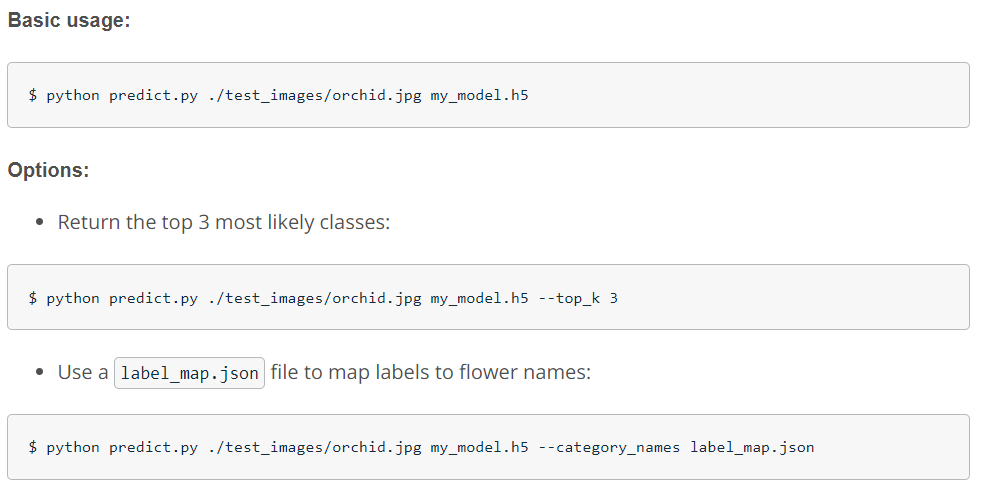 Basic usage:
$ python predict.py ./test_images/orchid.jpg my_model.h5
Options:
• Return the top 3 most likely classes:
$ python predict.py ./test_images/orchid.jpg my_model.h5 --top_k 3
• Use a label_map.json file to map labels to flower names:
$ python predict.py ./test_images/orchid.jpg my_model.h5 --category_names label_map.json